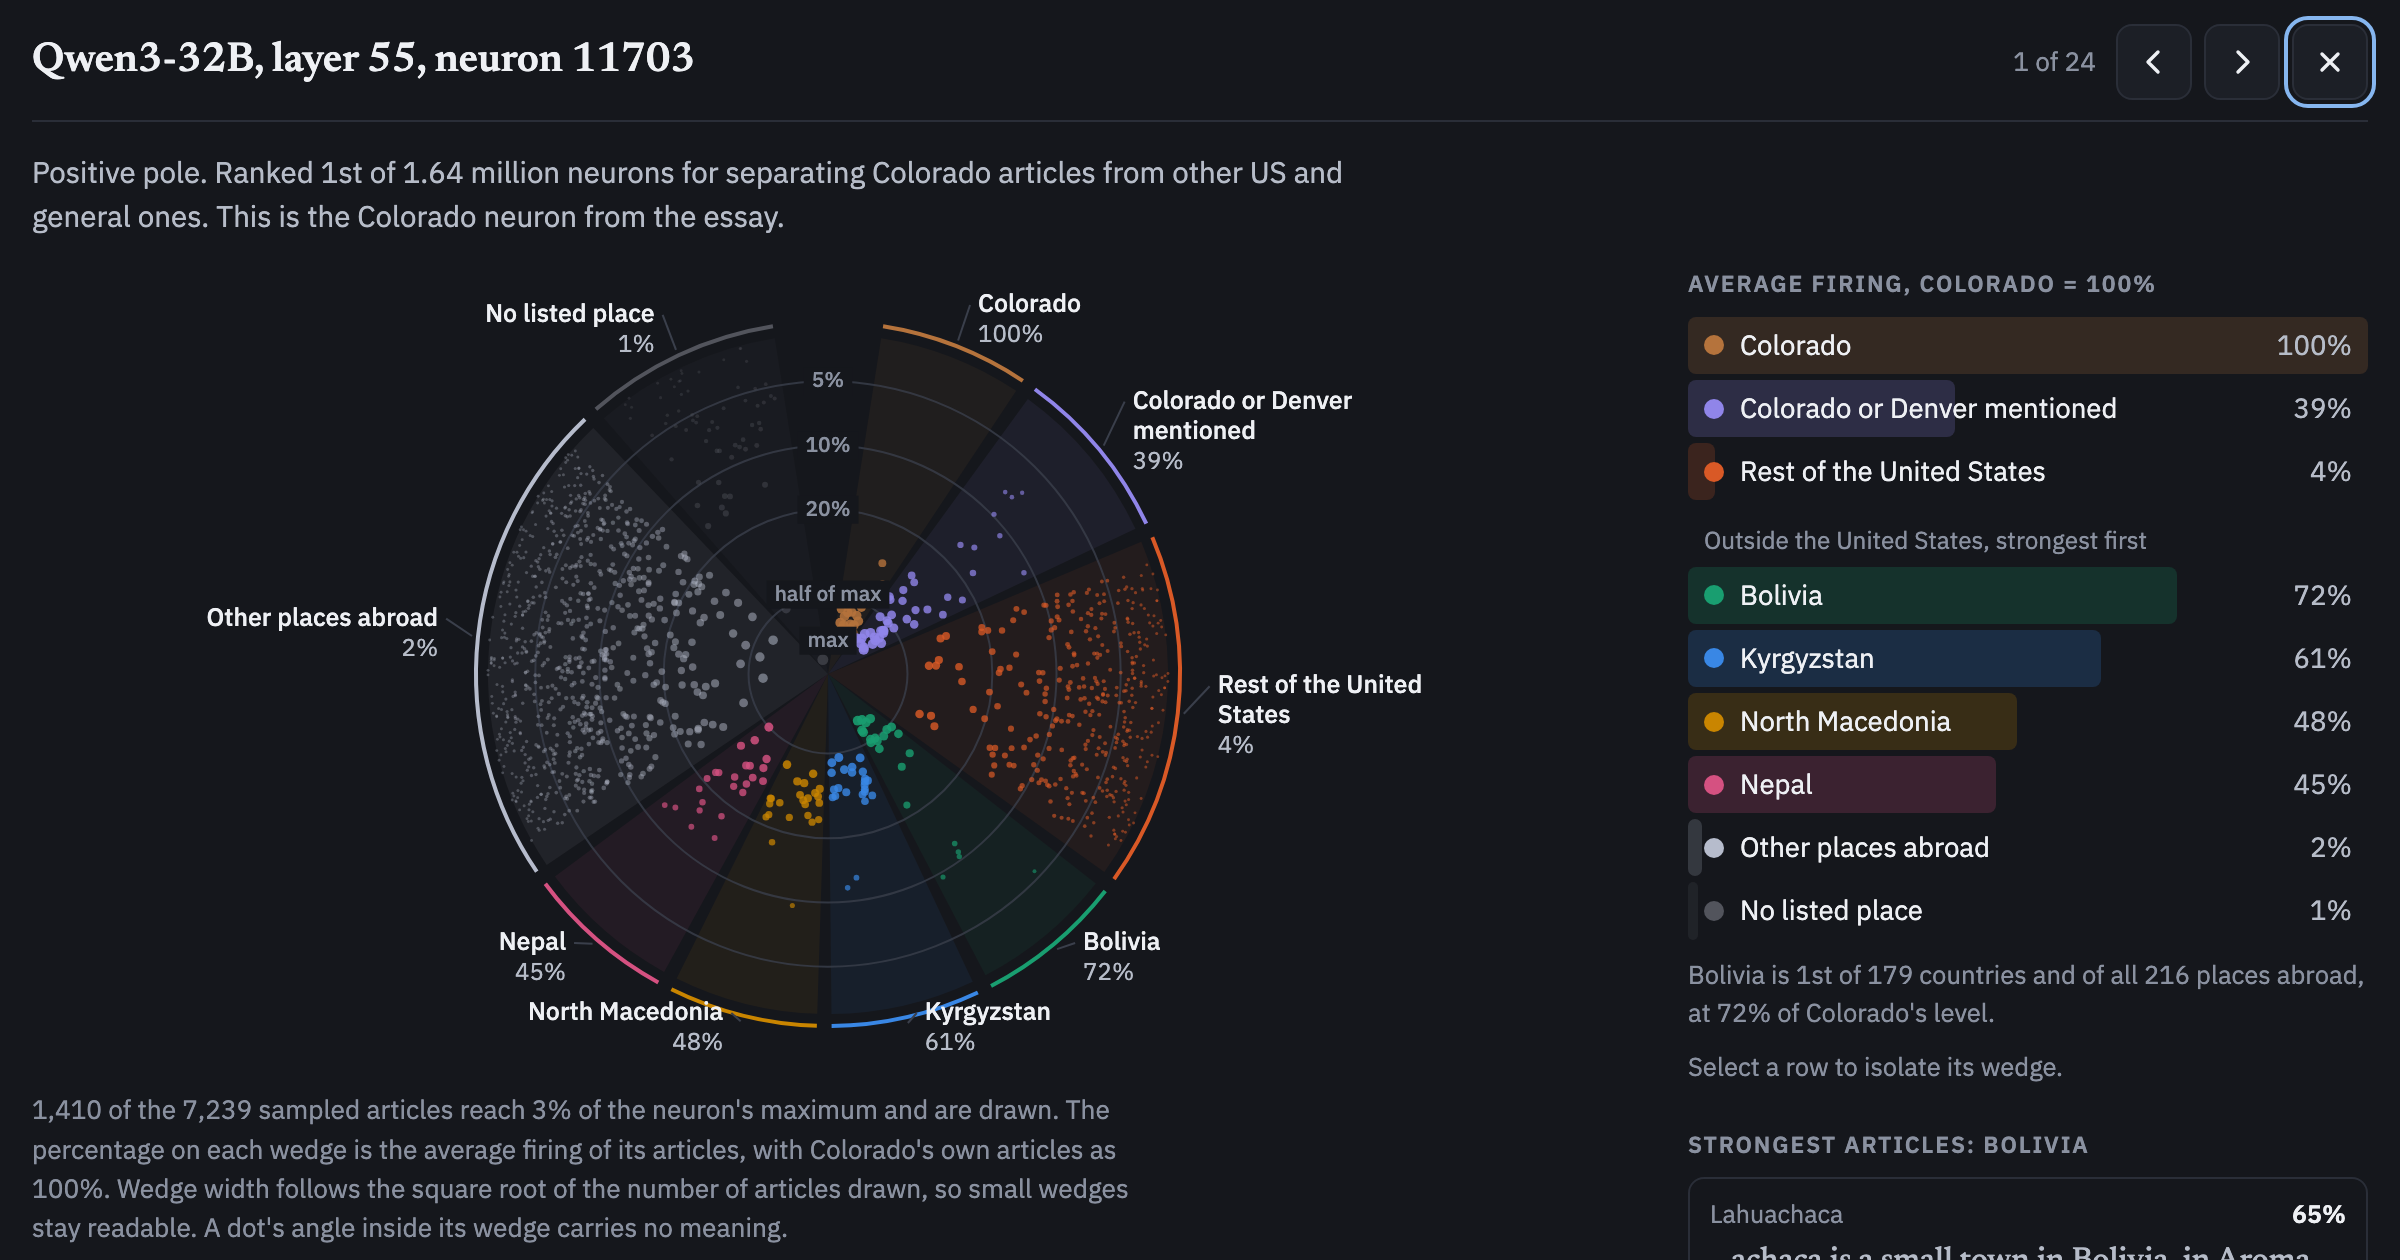 Qwen3-32B, layer 55, neuron 11703
1 of 24
Positive pole. Ranked 1st of 1.64 million neurons for separating Colorado articles from other US and
general ones. This is the Colorado neuron from the essay.
No listed place
1%
Colorado
100%
5%
10%
20%
half of max
max
Colorado or Denver
mentioned
39%
Other places abroad
2%
Rest of the United
States
4%
Nepal
45%
North Macedonia
48%
Kyrgyzstan
61%
Bolivia
72%
1,410 of the 7,239 sampled articles reach 3% of the neuron's maximum and are drawn. The
percentage on each wedge is the average firing of its articles, with Colorado's own articles as
100%. Wedge width follows the square root of the number of articles drawn, so small wedges
stay readable. A dot's angle inside its wedge carries no meaning.
AVERAGE FIRING, COLORADO = 100%
Colorado 100%
Colorado or Denver mentioned 39%
Rest of the United States 4%
Outside the United States, strongest first
Bolivia 72%
Kyrgyzstan 61%
North Macedonia 48%
Nepal 45%
Other places abroad 2%
No listed place 1%
Bolivia is 1st of 179 countries and of all 216 places abroad,
at 72% of Colorado's level.
Select a row to isolate its wedge.
STRONGEST ARTICLES: BOLIVIA
Lahuachaca 65%
achaca is a small town in Bolivia, in Aroma